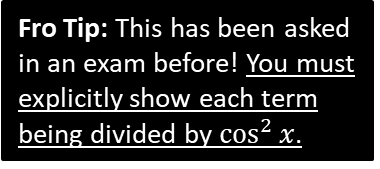 Fro Tip: This has been asked
in an exam before! You must
explicitly show each term
being divided by cos² 𝑥.